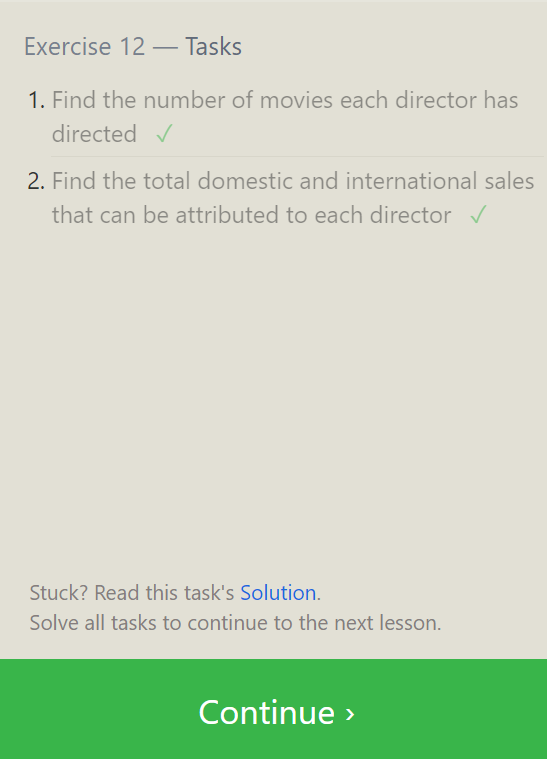 Exercise 12 — Tasks
1. Find the number of movies each director has
directed ✓
2. Find the total domestic and international sales
that can be attributed to each director ✓
Stuck? Read this task's Solution.
Solve all tasks to continue to the next lesson.
Continue ›